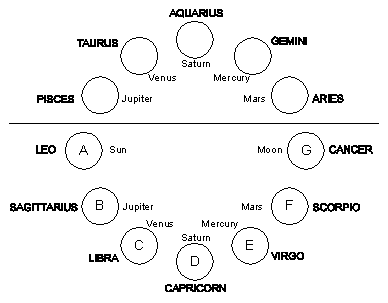 AQUARIUS
TAURUS
GEMINI
Saturn
Venus
Mercury
PISCES
Jupiter
Mars
ARIES
LEO
A
Sun
Moon
G
CANCER
SAGITTARIUS
B
Jupiter
Mars
F
SCORPIO
Venus
Mercury
Saturn
C
E
LIBRA
D
VIRGO
CAPRICORN